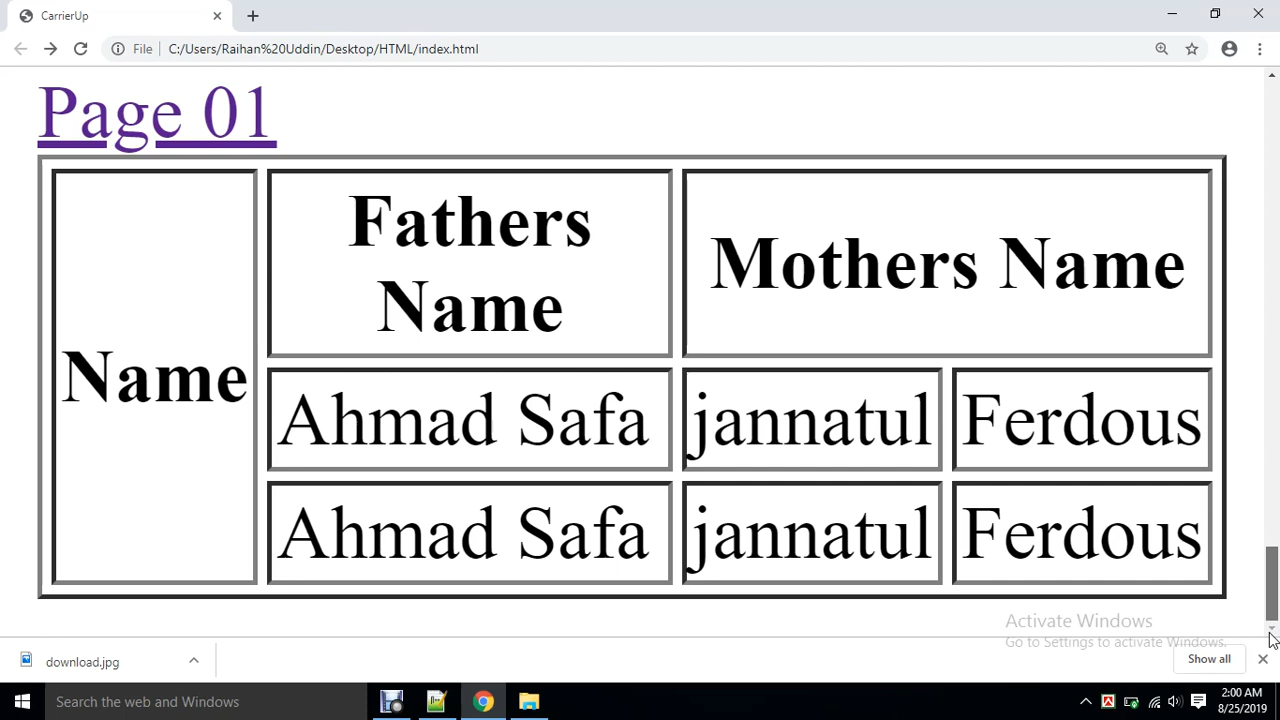 CarrierUp
File
C:/Users/Raihan%20Uddin/Desktop/HTML/index.html
Page 01
Name
Fathers
Name
Mothers Name
Ahmad Safa
jannatul
Ferdous
Ahmad Safa
jannatul
Ferdous
Activate Windows
Go to Settings to activate Windows.
download.jpg
Show all
Search the web and Windows
2:00 AM
8/25/2019